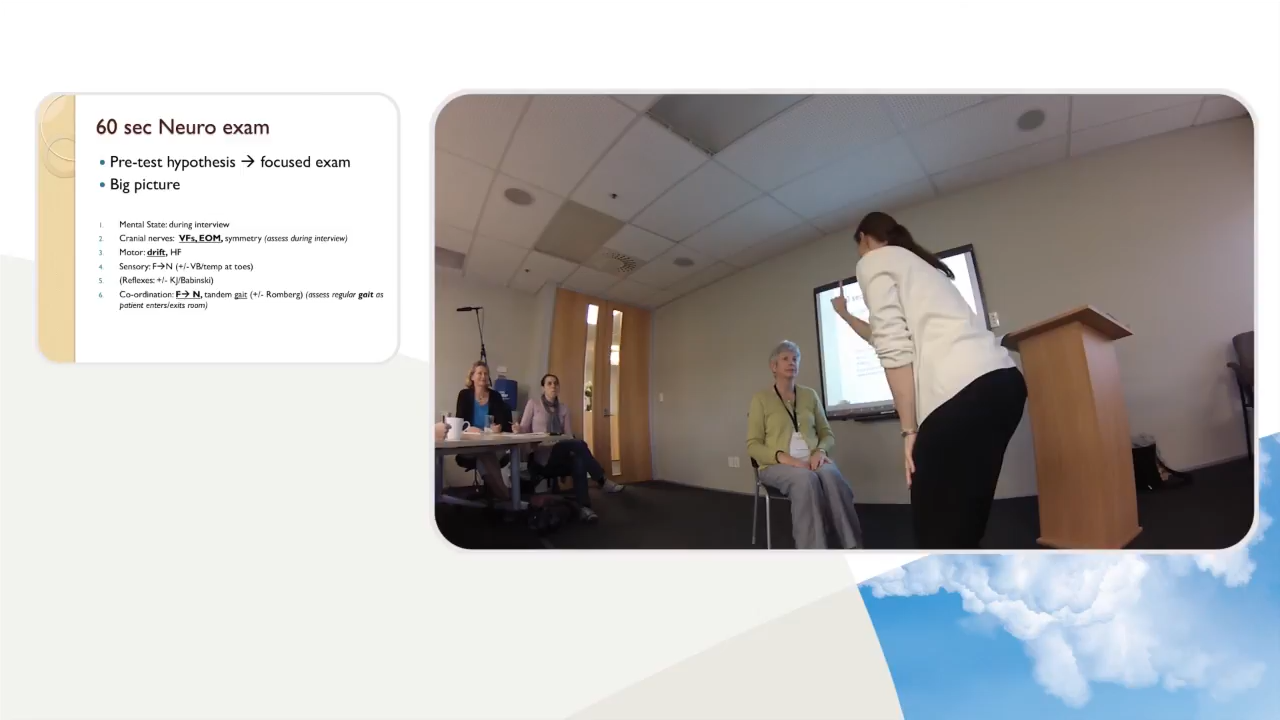 60 sec Neuro exam
• Pre-test hypothesis → focused exam
• Big picture
1. Mental State: during interview
2. Cranial nerves: VFs, EOM, symmetry (assess during interview)
3. Motor: drift, HF
4. Sensory: F→N (+/- VB/temp at toes)
5. (Reflexes: +/- KJ/Babinski)
6. Co-ordination: F→ N, tandem gait (+/- Romberg) (assess regular gait as
patient enters/exits room)